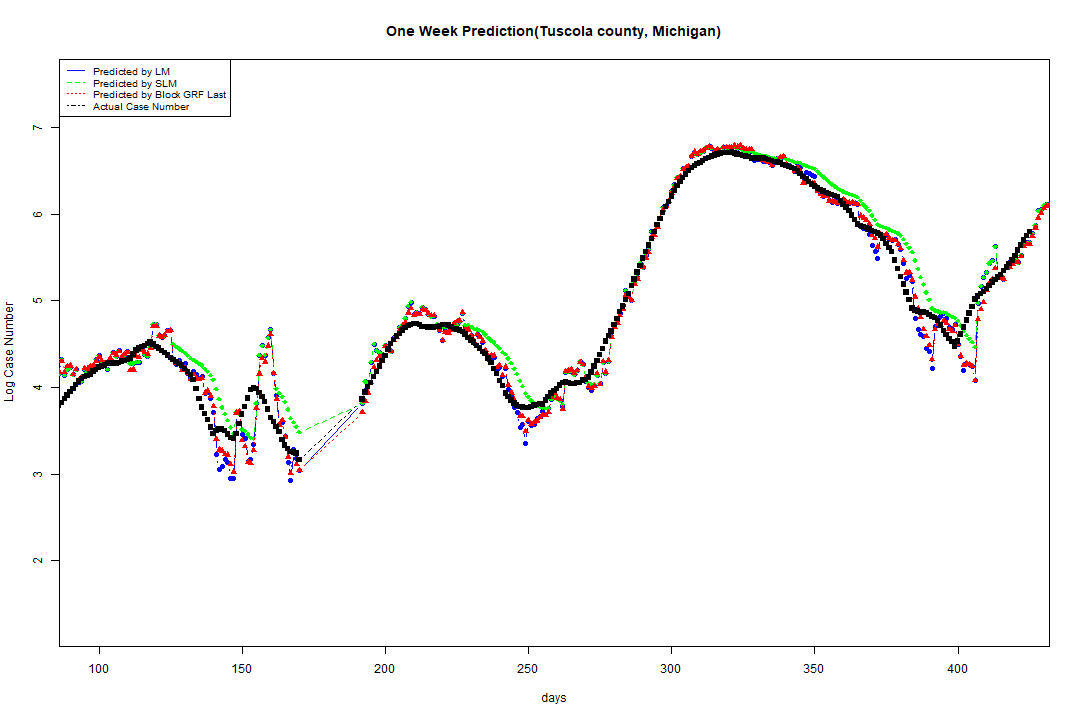 One Week Prediction(Tuscola county, Michigan)
Predicted by LM
Predicted by SLM
Predicted by Block GRF Last
Actual Case Number
7
6
5
4
3
2
Log Case Number
100 150 200 250 300 350 400
days